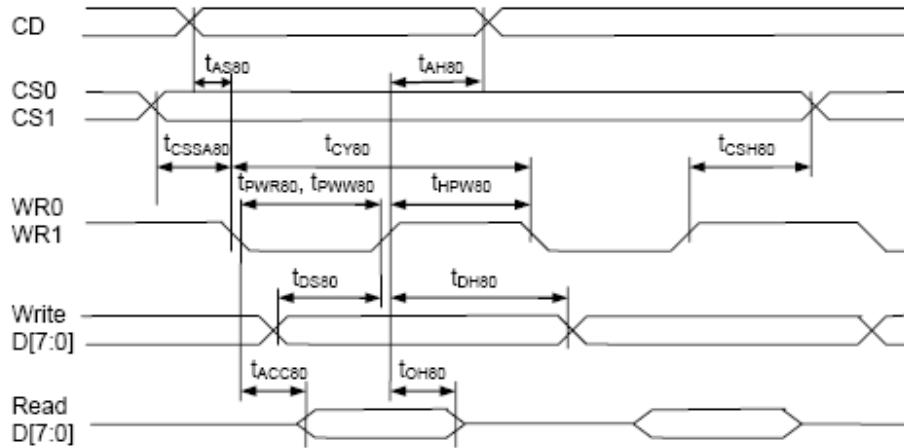 CD
tAS80
tAH80
CS0
CS1
tCSSA80
tCY80
tCSH80
tPWR80, tPWW80
tHPW80
WR0
WR1
tDS80
tDH80
Write
D[7:0]
tACC80
tOH80
Read
D[7:0]